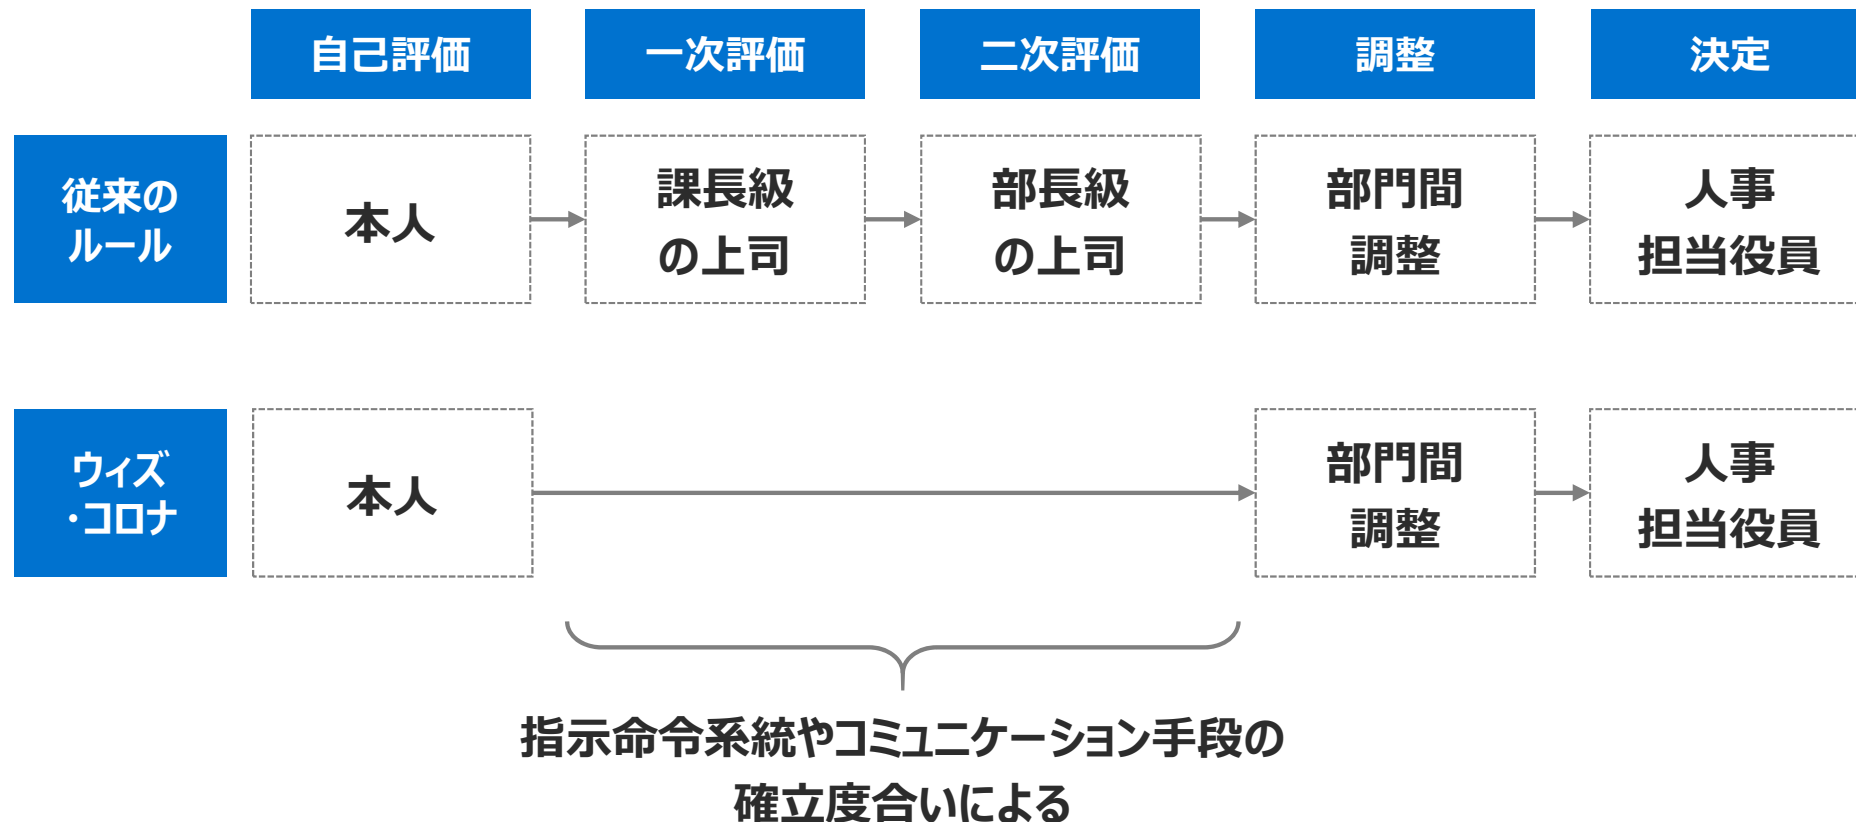 自己評価
一次評価
二次評価
調整
決定
従来の
ルール
本人
課長級
の上司
部長級
の上司
部門間
調整
人事
担当役員
ウィズ
・コロナ
本人
部門間
調整
人事
担当役員
指示命令系統やコミュニケーション手段の
確立度合いによる